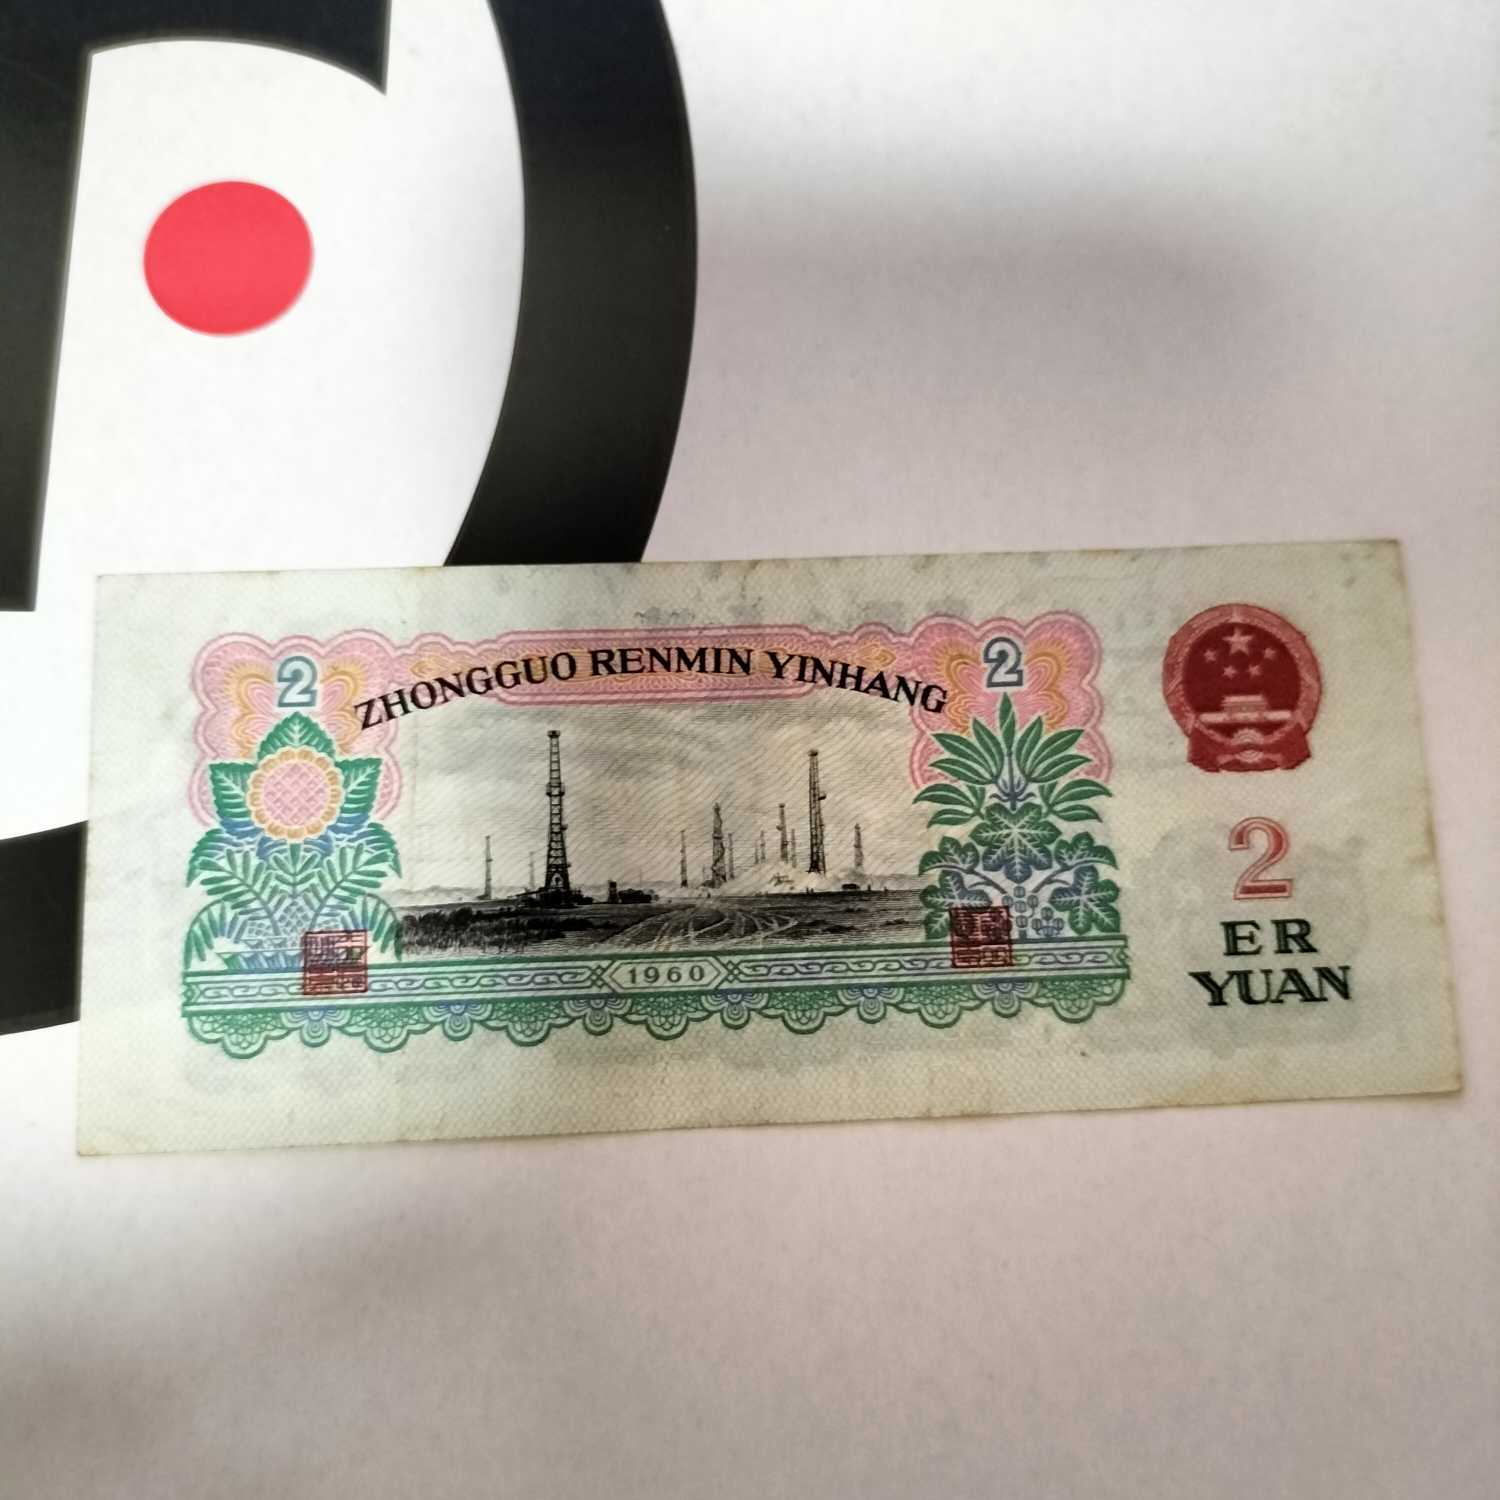 2
2
ZHONGGUO RENMIN YINHANG
1960
2
ER
YUAN